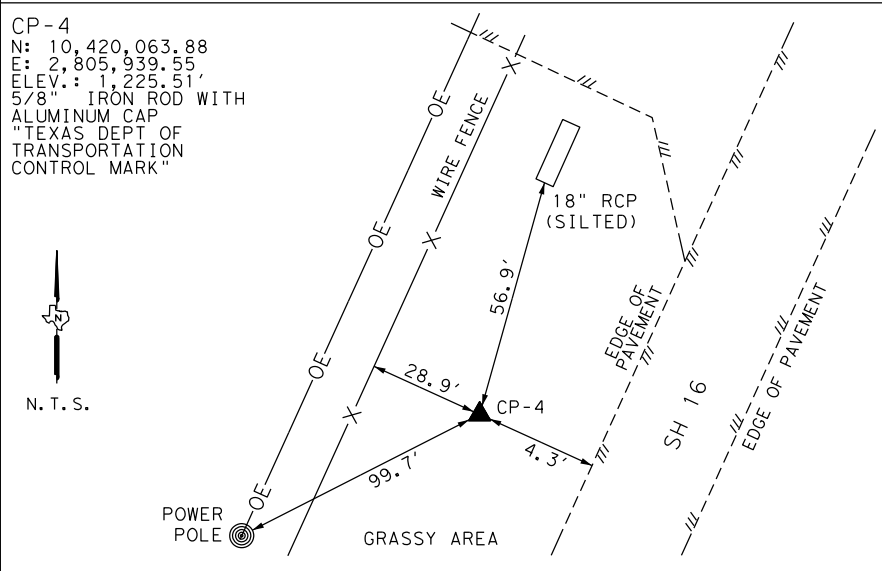 CP-4
N: 10,420,063.88
E: 2,805,939.55
ELEV.: 1,225.51'
5/8" IRON ROD WITH
ALUMINUM CAP
"TEXAS DEPT OF
TRANSPORTATION
CONTROL MARK"
N
N.T.S.
OE
OE
OE
OE
X
X
X
WIRE FENCE
18" RCP
(SILTED)
56.9'
28.9'
CP-4
4.3'
99.7'
EDGE OF
PAVEMENT
SH 16
EDGE OF PAVEMENT
POWER
POLE
GRASSY AREA